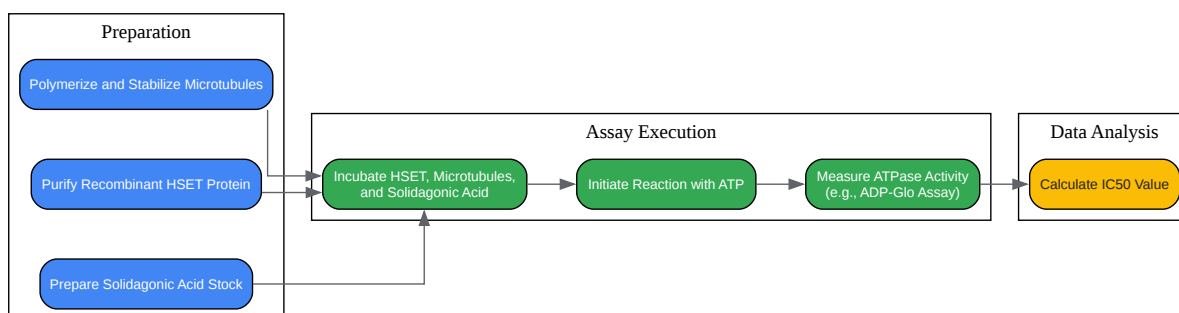 Preparation
Polymerize and Stabilize Microtubules
Purify Recombinant HSET Protein
Prepare Solidagonic Acid Stock
Assay Execution
Incubate HSET, Microtubules,
and Solidagonic Acid
Initiate Reaction with ATP
Measure ATPase Activity
(e.g., ADP-Glo Assay)
Data Analysis
Calculate IC50 Value